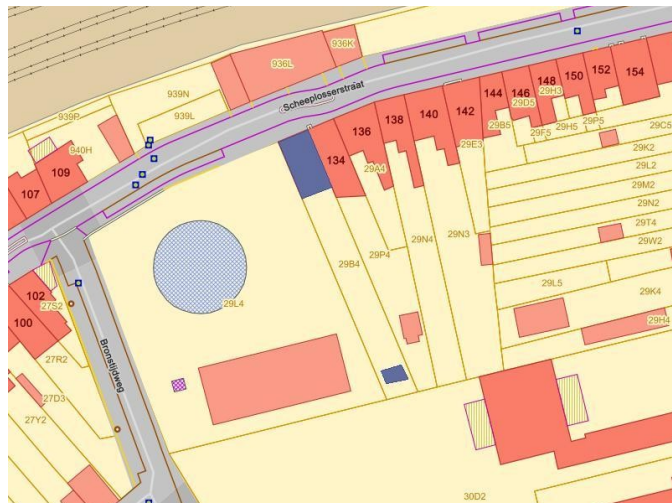 936K
936L
Scheeplosserstraat
939N
939P
939L
940H
109
107
134
136
138
140
142
144
146
148
150
152
154
29H3
29D5
29B5
29F5
29H5
29P5
29C5
29E3
29K2
29L2
29M2
29N2
29T4
29W2
29A4
29P4
29B4
29N4
29N3
29L5
29K4
29H4
29L4
102
27S2
100
27R2
27D3
27Y2
Bronstijdweg
30D2